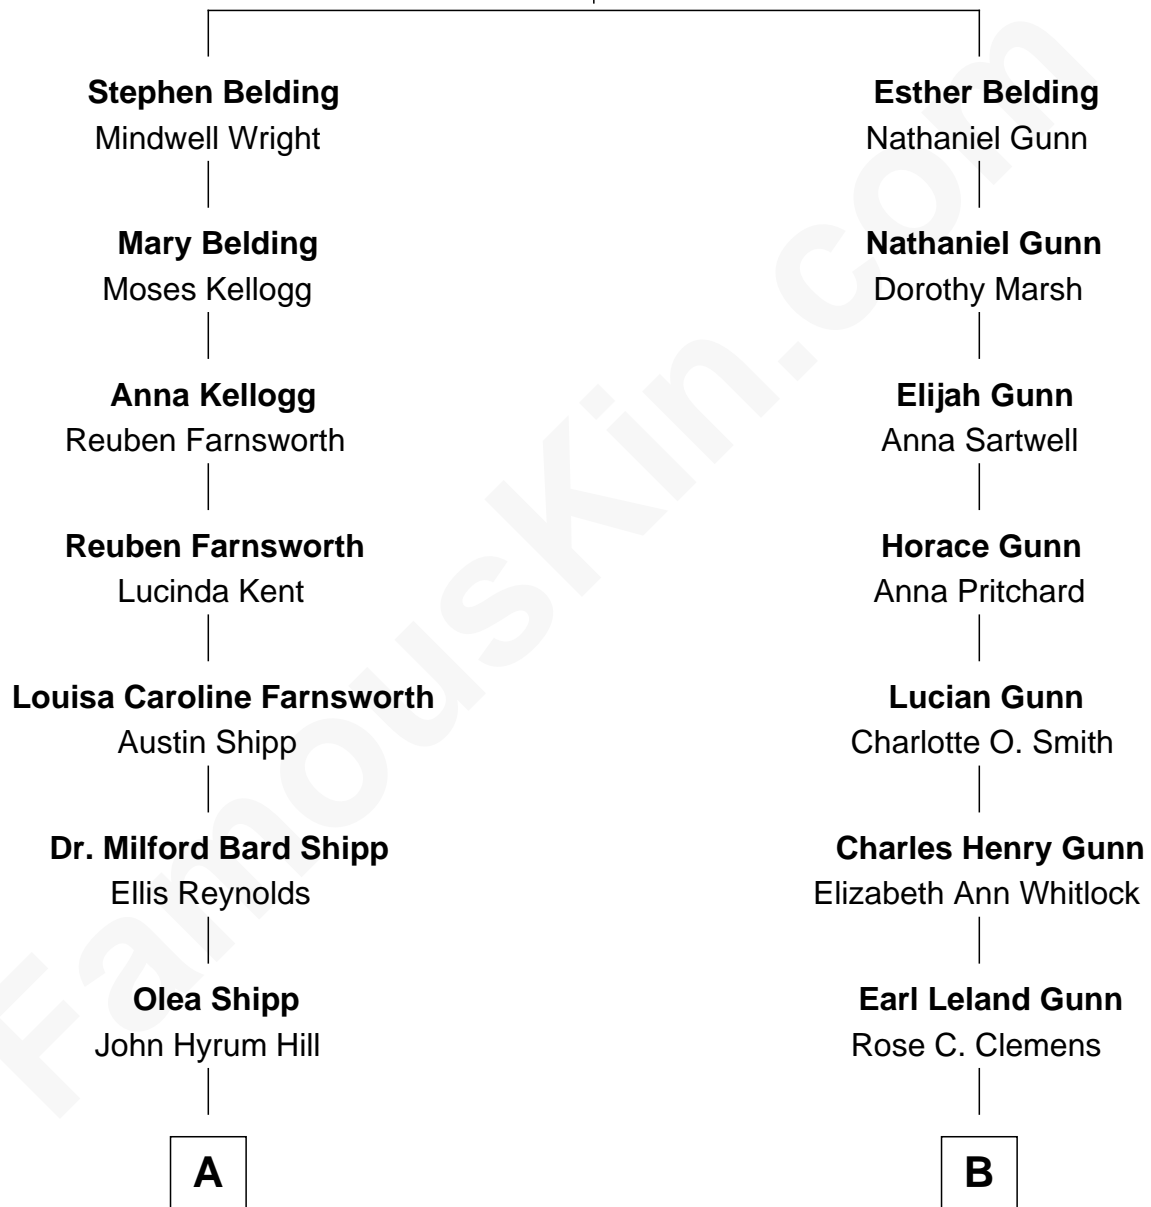 Stephen Belding
Mindwell Wright
Mary Belding
Moses Kellogg
Anna Kellogg
Reuben Farnsworth
Reuben Farnsworth
Lucinda Kent
Louisa Caroline Farnsworth
Austin Shipp
Dr. Milford Bard Shipp
Ellis Reynolds
Olea Shipp
John Hyrum Hill
A
Esther Belding
Nathaniel Gunn
Nathaniel Gunn
Dorothy Marsh
Elijah Gunn
Anna Sartwell
Horace Gunn
Anna Pritchard
Lucian Gunn
Charlotte O. Smith
Charles Henry Gunn
Elizabeth Ann Whitlock
Earl Leland Gunn
Rose C. Clemens
B
FamousKin.com